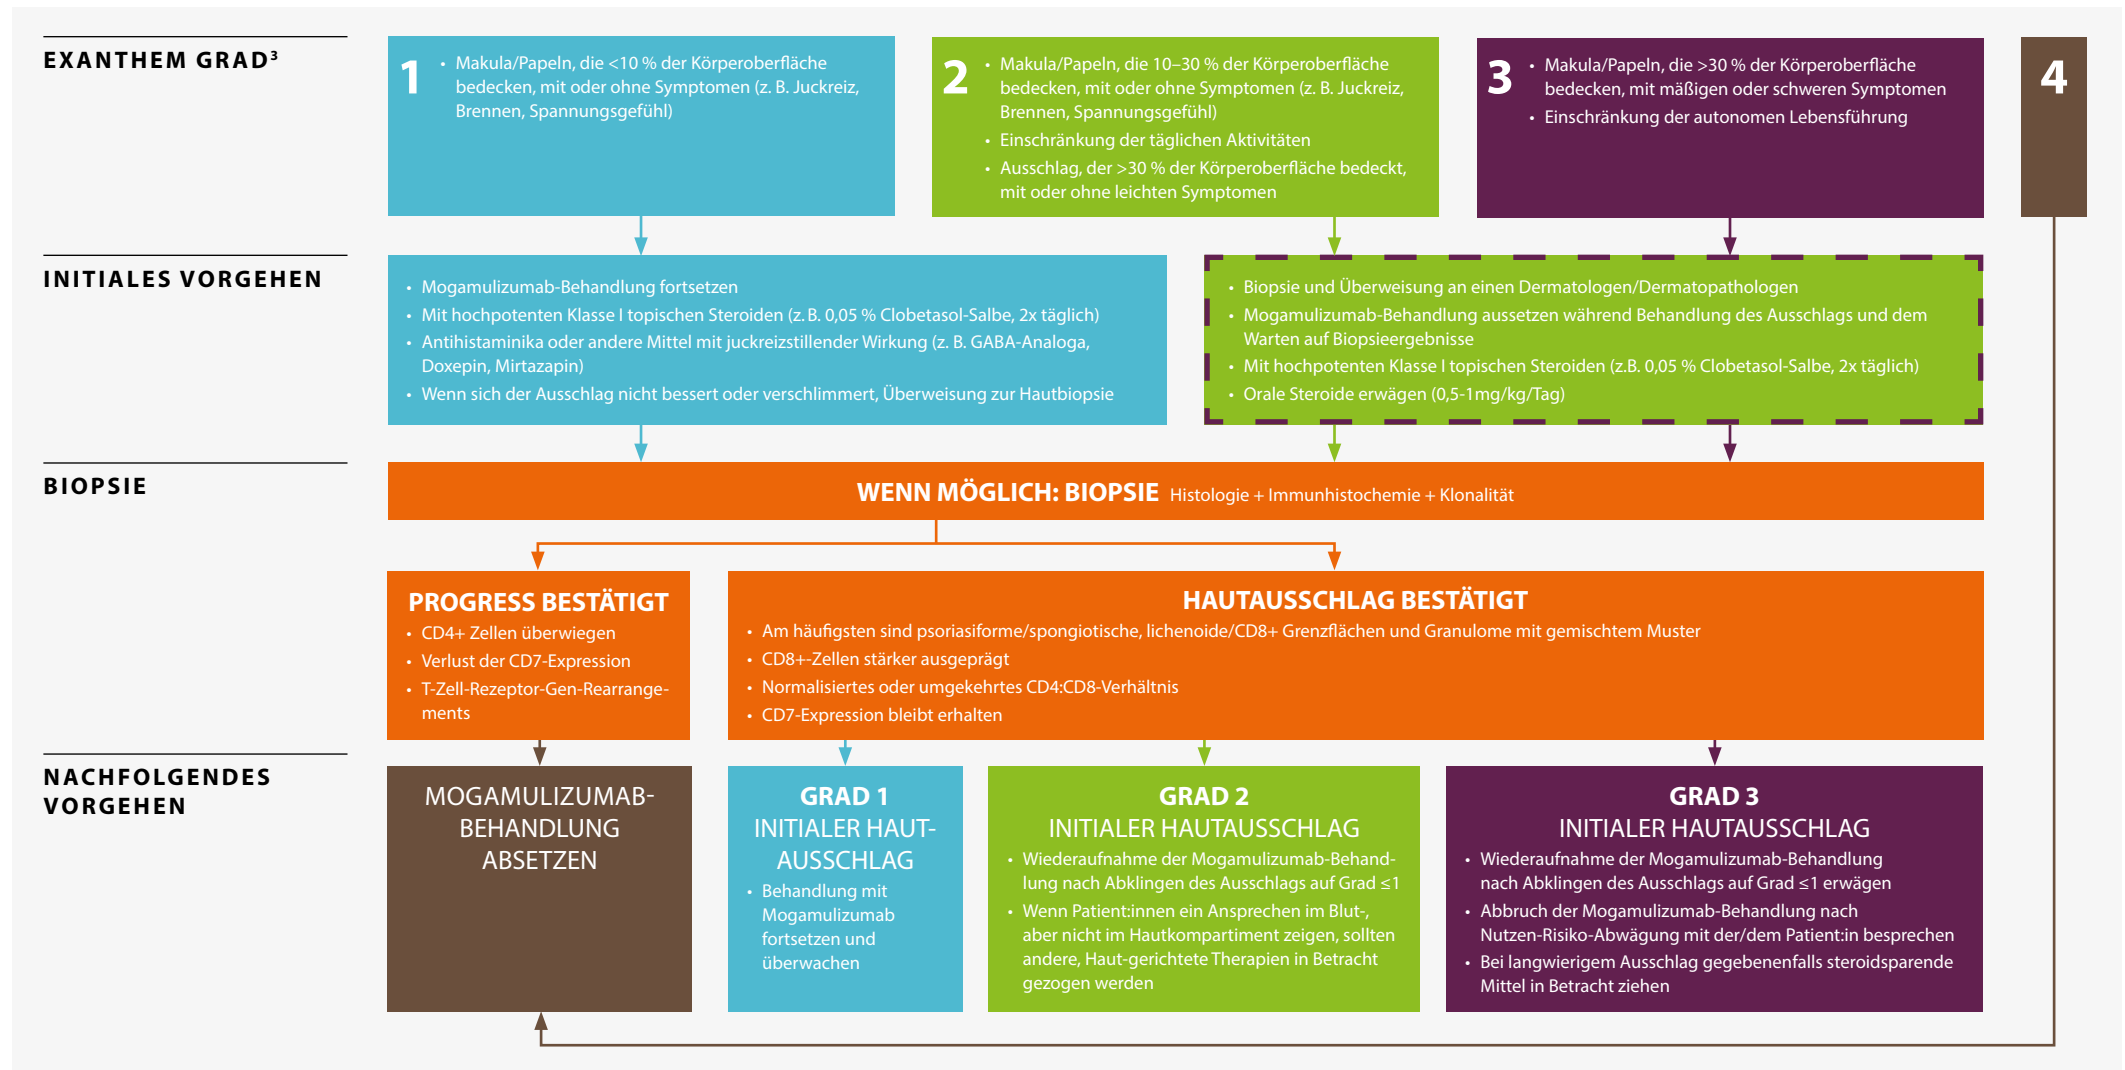 EXANTHEM GRAD³
1
• Makula/Papeln, die <10 % der Körperoberfläche
bedecken, mit oder ohne Symptomen (z. B. Juckreiz,
Brennen, Spannungsgefühl)
2
• Makula/Papeln, die 10–30 % der Körperoberfläche
bedecken, mit oder ohne Symptomen (z. B. Juckreiz,
Brennen, Spannungsgefühl)
• Einschränkung der täglichen Aktivitäten
• Ausschlag, der >30 % der Körperoberfläche bedeckt,
mit oder ohne leichten Symptomen
3
• Makula/Papeln, die >30 % der Körperoberfläche
bedecken, mit mäßigen oder schweren Symptomen
• Einschränkung der autonomen Lebensführung
4
INITIALES VORGEHEN
• Mogamulizumab-Behandlung fortsetzen
• Mit hochpotenten Klasse I topischen Steroiden (z. B. 0,05 % Clobetasol-Salbe, 2x täglich)
• Antihistaminika oder andere Mittel mit juckreizstillender Wirkung (z. B. GABA-Analoga,
Doxepin, Mirtazapin)
• Wenn sich der Ausschlag nicht bessert oder verschlimmert, Überweisung zur Hautbiopsie
• Biopsie und Überweisung an einen Dermatologen/Dermatopathologen
• Mogamulizumab-Behandlung aussetzen während Behandlung des Ausschlags und dem
Warten auf Biopsieergebnisse
• Mit hochpotenten Klasse I topischen Steroiden (z.B. 0,05 % Clobetasol-Salbe, 2x täglich)
• Orale Steroide erwägen (0,5-1mg/kg/Tag)
BIOPSIE
WENN MÖGLICH: BIOPSIE Histologie + Immunhistochemie + Klonalität
PROGRESS BESTÄTIGT
• CD4+ Zellen überwiegen
• Verlust der CD7-Expression
• T-Zell-Rezeptor-Gen-Rearrange-
ments
HAUTAUSSCHLAG BESTÄTIGT
• Am häufigsten sind psoriasiforme/spongiotische, lichenoide/CD8+ Grenzflächen und Granulome mit gemischtem Muster
• CD8+-Zellen stärker ausgeprägt
• Normalisiertes oder umgekehrtes CD4:CD8-Verhältnis
• CD7-Expression bleibt erhalten
NACHFOLGENDES
VORGEHEN
MOGAMULIZUMAB-
BEHANDLUNG
ABSETZEN
GRAD 1
INITIALER HAUT-
AUSSCHLAG
• Behandlung mit
Mogamulizumab
fortsetzen und
überwachen
GRAD 2
INITIALER HAUTAUSSCHLAG
• Wiederaufnahme der Mogamulizumab-Behand-
lung nach Abklingen des Ausschlags auf Grad ≤1
• Wenn Patient:innen ein Ansprechen im Blut-,
aber nicht im Hautkompartiment zeigen, sollten
andere, Haut-gerichtete Therapien in Betracht
gezogen werden
GRAD 3
INITIALER HAUTAUSSCHLAG
• Wiederaufnahme der Mogamulizumab-Behandlung
nach Abklingen des Ausschlags auf Grad ≤1 erwägen
• Abbruch der Mogamulizumab-Behandlung nach
Nutzen-Risiko-Abwägung mit der/dem Patient:in besprechen
• Bei langwierigem Ausschlag gegebenenfalls steroidsparende
Mittel in Betracht ziehen